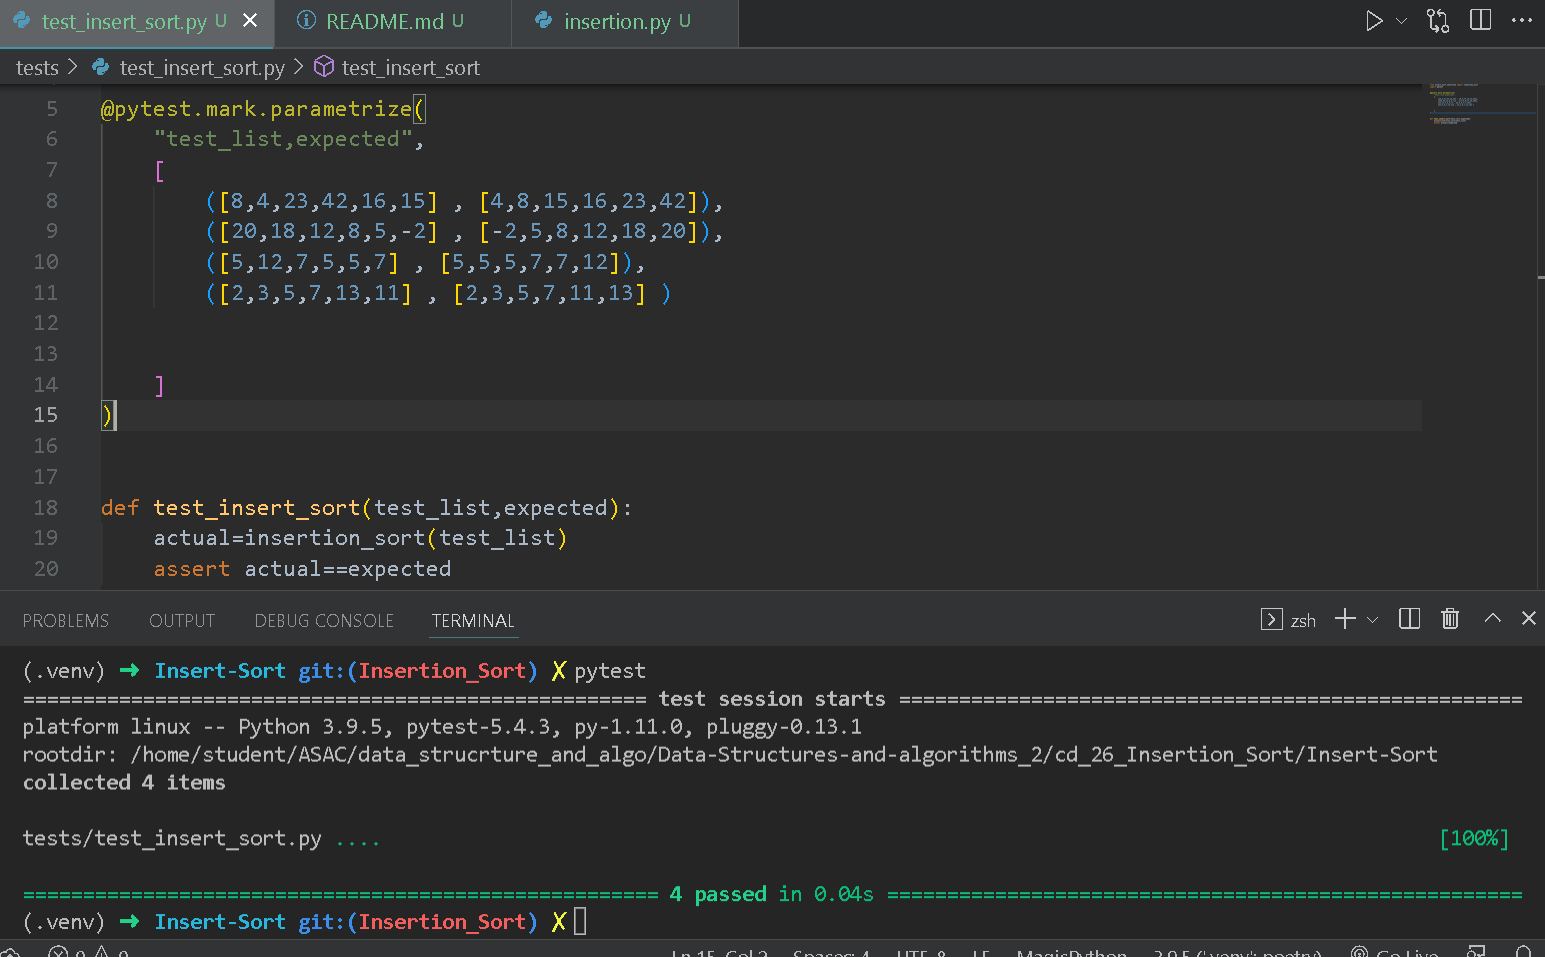 test_insert_sort.py U
README.md U
insertion.py U
tests > test_insert_sort.py > test_insert_sort
5 @pytest.mark.parametrize(
6 "test_list,expected",
7 [
8 ([8,4,23,42,16,15] , [4,8,15,16,23,42]),
9 ([20,18,12,8,5,-2] , [-2,5,8,12,18,20]),
10 ([5,12,7,5,5,7] , [5,5,5,7,7,12]),
11 ([2,3,5,7,13,11] , [2,3,5,7,11,13] )
12
13
14 ]
15 )
16
17
18 def test_insert_sort(test_list,expected):
19 actual=insertion_sort(test_list)
20 assert actual==expected
PROBLEMS OUTPUT DEBUG CONSOLE TERMINAL zsh
(.venv) ➜ Insert-Sort git:(Insertion_Sort) ✗ pytest
==================================================== test session starts ====================================================
platform linux -- Python 3.9.5, pytest-5.4.3, py-1.11.0, pluggy-0.13.1
rootdir: /home/student/ASAC/data_strucrture_and_algo/Data-Structures-and-algorithms_2/cd_26_Insertion_Sort/Insert-Sort
collected 4 items
tests/test_insert_sort.py .... [100%]
===================================================== 4 passed in 0.04s =====================================================
(.venv) ➜ Insert-Sort git:(Insertion_Sort) ✗
0 0 Ln 15, Col 2 Spaces: 4 UTF-8 LF MagicPython 3.9.5 ('.venv': poetry) Go Live